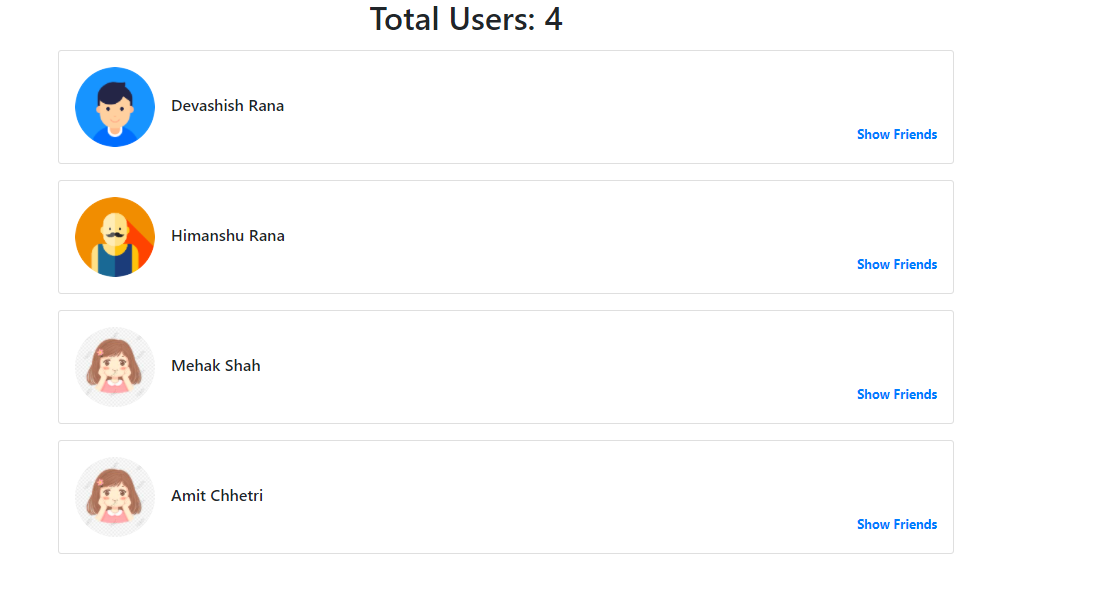 Total Users: 4
Devashish Rana
Show Friends
Himanshu Rana
Show Friends
Mehak Shah
Show Friends
Amit Chhetri
Show Friends